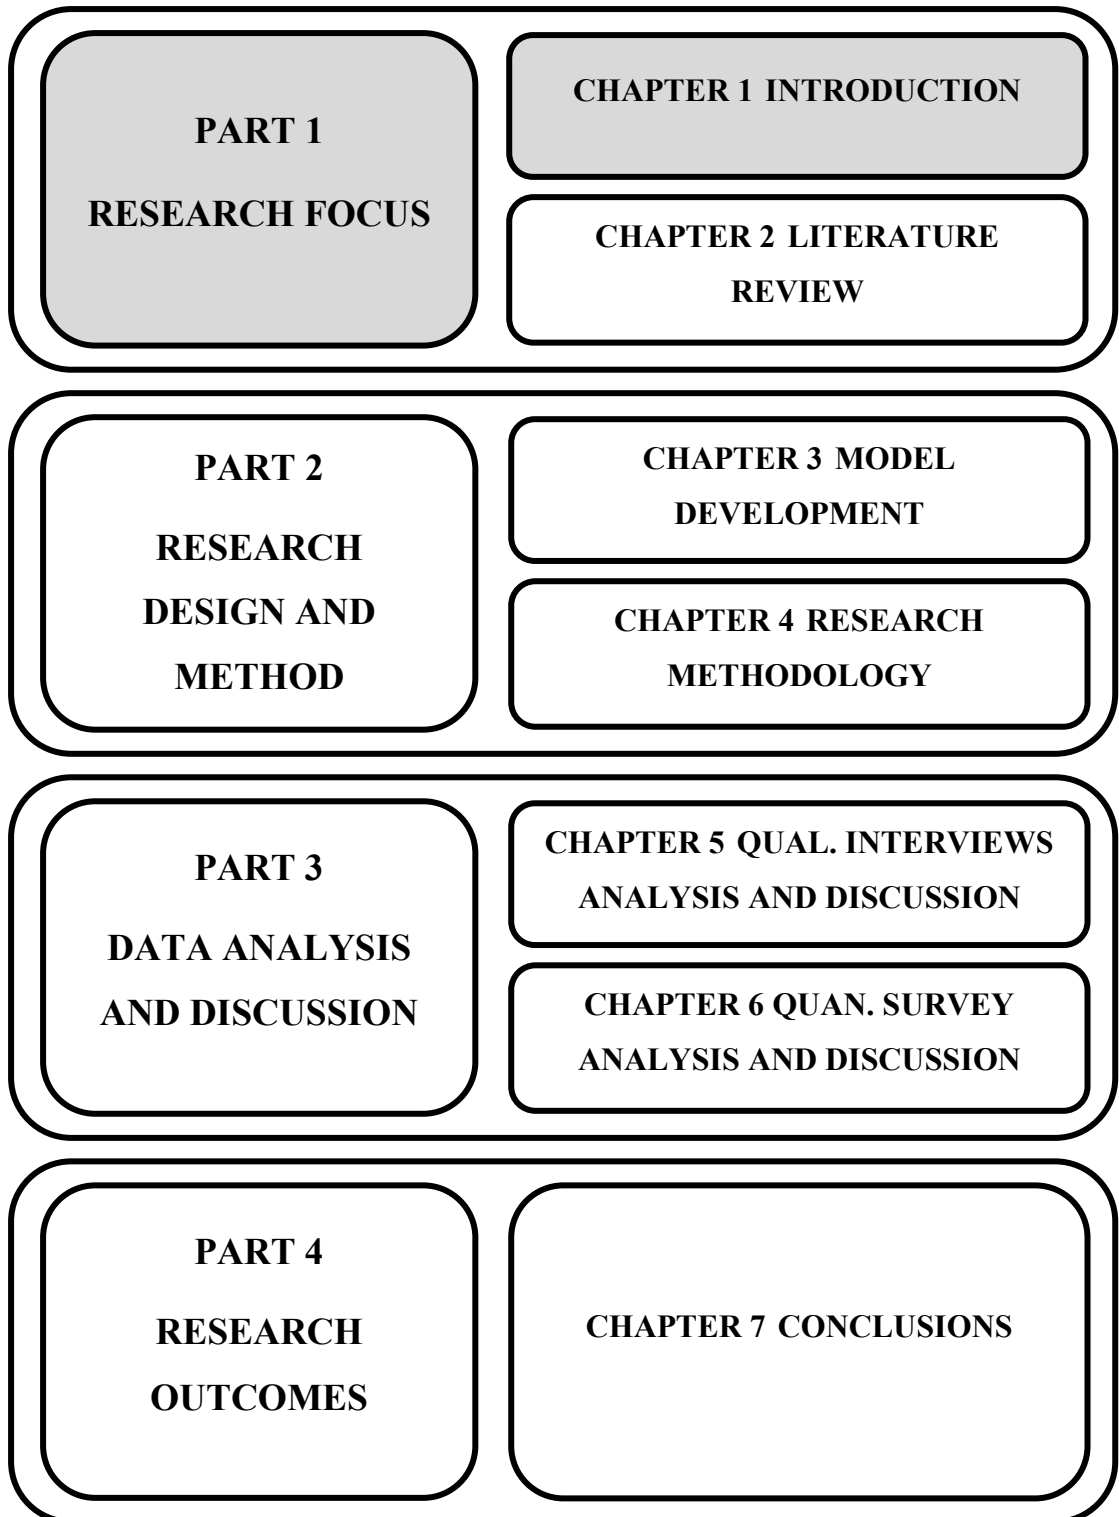 PART 1
RESEARCH FOCUS
CHAPTER 1 INTRODUCTION
CHAPTER 2 LITERATURE
REVIEW
PART 2
RESEARCH
DESIGN AND
METHOD
CHAPTER 3 MODEL
DEVELOPMENT
CHAPTER 4 RESEARCH
METHODOLOGY
PART 3
DATA ANALYSIS
AND DISCUSSION
CHAPTER 5 QUAL. INTERVIEWS
ANALYSIS AND DISCUSSION
CHAPTER 6 QUAN. SURVEY
ANALYSIS AND DISCUSSION
PART 4
RESEARCH
OUTCOMES
CHAPTER 7 CONCLUSIONS